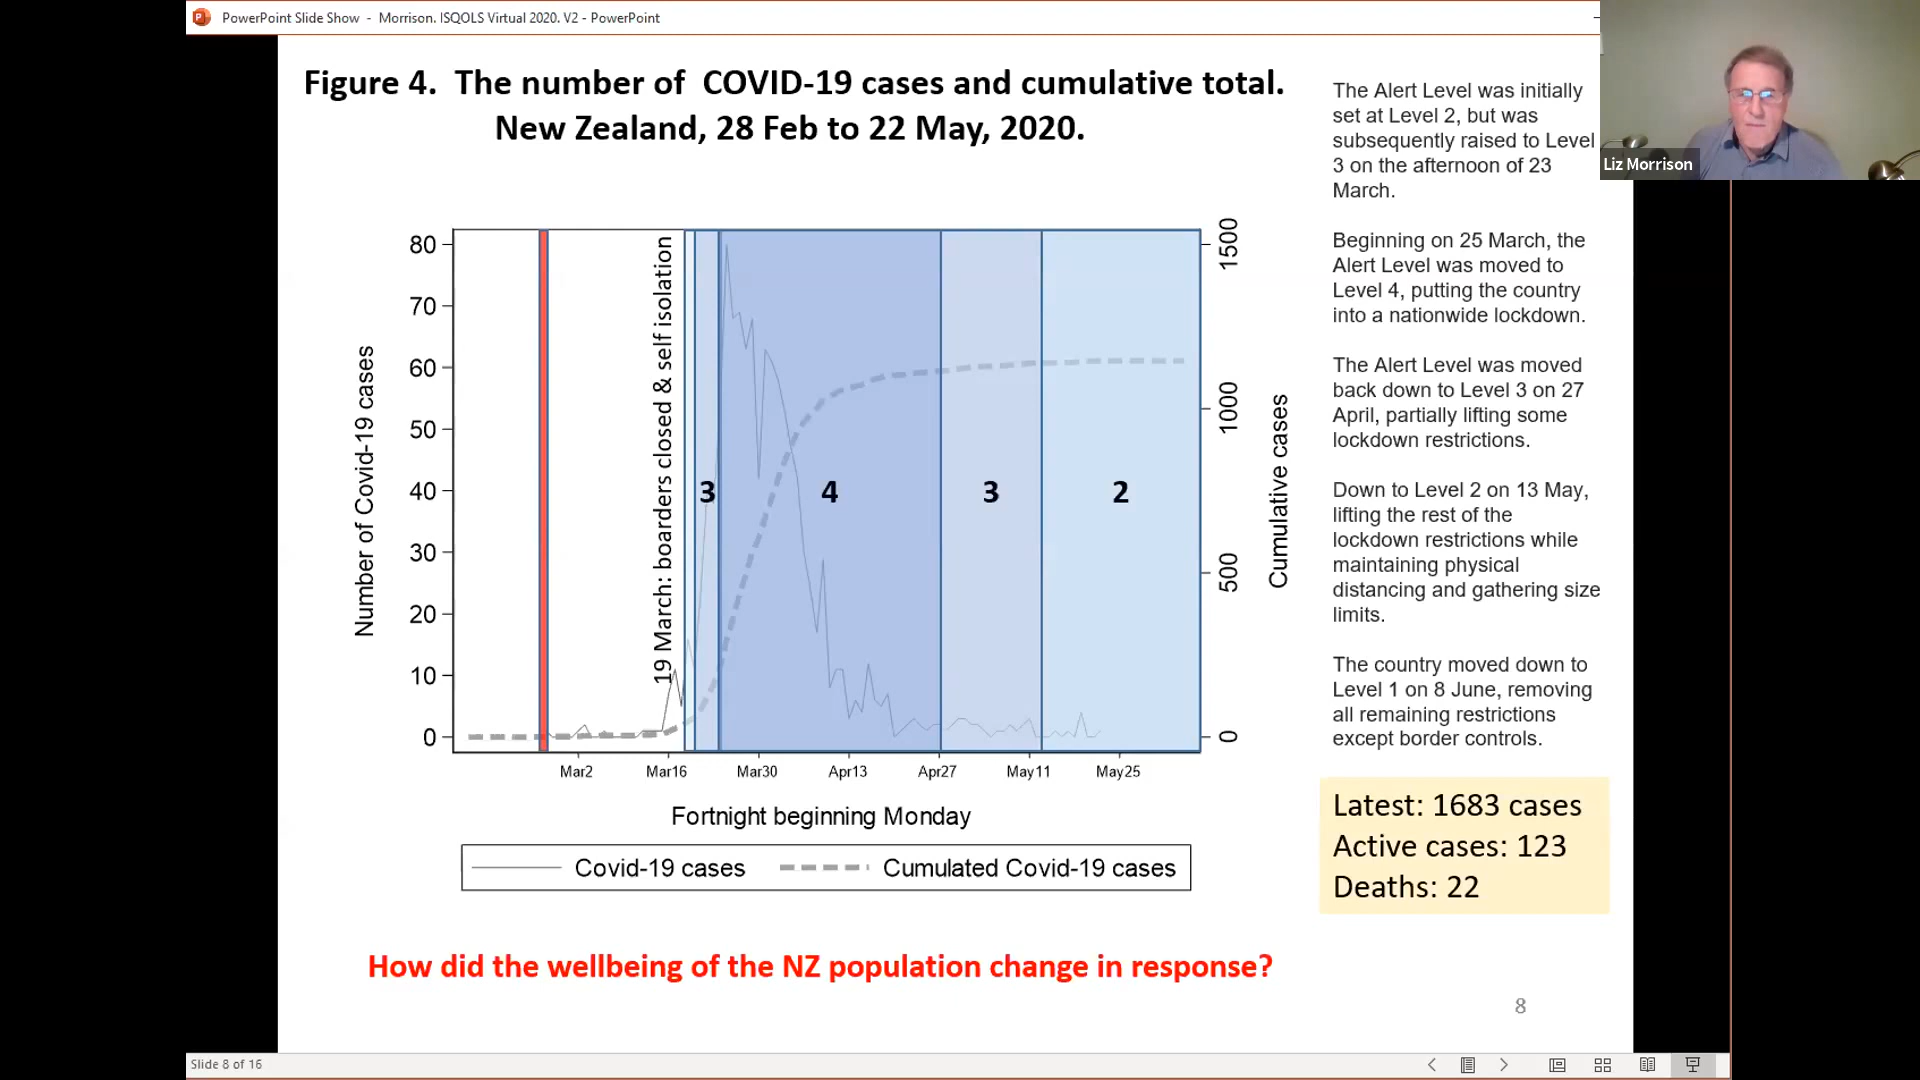 PowerPoint Slide Show - Morrison. ISQOLS Virtual 2020. V2 - PowerPoint
Figure 4. The number of COVID-19 cases and cumulative total.
New Zealand, 28 Feb to 22 May, 2020.
The Alert Level was initially
set at Level 2, but was
subsequently raised to Level
3 on the afternoon of 23
March.
Beginning on 25 March, the
Alert Level was moved to
Level 4, putting the country
into a nationwide lockdown.
The Alert Level was moved
back down to Level 3 on 27
April, partially lifting some
lockdown restrictions.
Down to Level 2 on 13 May,
lifting the rest of the
lockdown restrictions while
maintaining physical
distancing and gathering size
limits.
The country moved down to
Level 1 on 8 June, removing
all remaining restrictions
except border controls.
Liz Morrison
Number of Covid-19 cases
80
70
60
50
40
30
20
10
0
19 March: boarders closed & self isolation
3
4
3
2
1500
1000
500
0
Cumulative cases
Mar2
Mar16
Mar30
Apr13
Apr27
May11
May25
Fortnight beginning Monday
Covid-19 cases
Cumulated Covid-19 cases
Latest: 1683 cases
Active cases: 123
Deaths: 22
How did the wellbeing of the NZ population change in response?
8
Slide 8 of 16